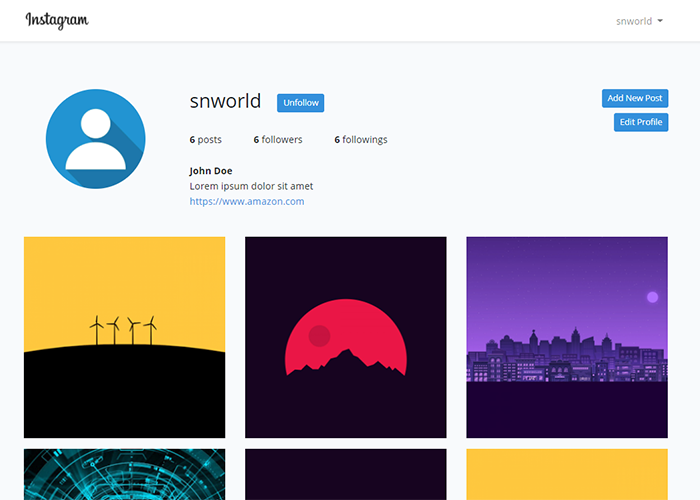 Instagram
snworld
snworld Unfollow
Add New Post
Edit Profile
6 posts 6 followers 6 followings
John Doe
Lorem ipsum dolor sit amet
https://www.amazon.com